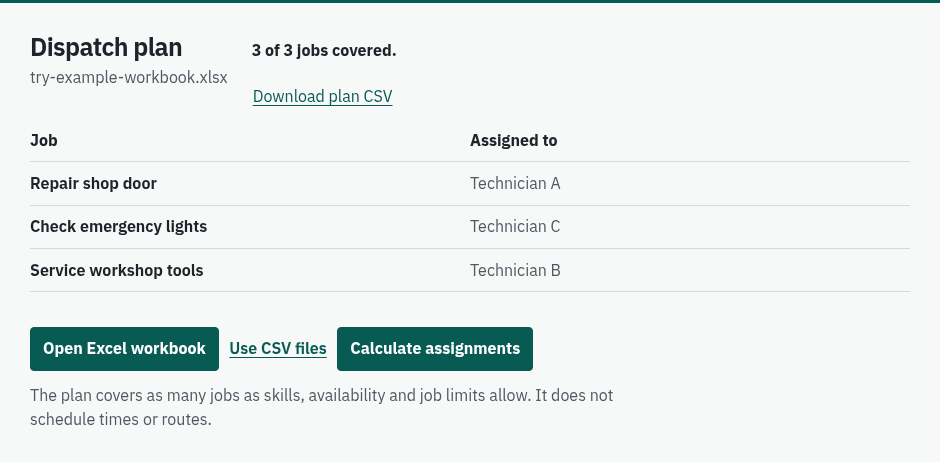 Dispatch plan
try-example-workbook.xlsx
3 of 3 jobs covered.
Download plan CSV
Job Assigned to
Repair shop door Technician A
Check emergency lights Technician C
Service workshop tools Technician B
Open Excel workbook Use CSV files Calculate assignments
The plan covers as many jobs as skills, availability and job limits allow. It does not
schedule times or routes.